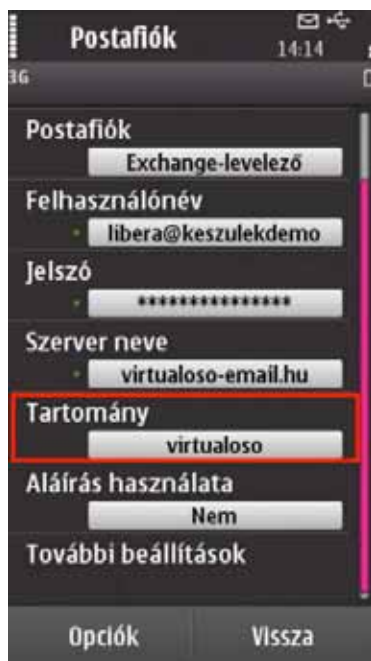 Postafiók
14:14
3G
Postafiók
Exchange-levelező
Felhasználónév
libera@keszulekdemo
Jelszó
***************
Szerver neve
virtualoso-email.hu
Tartomány
virtualoso
Aláírás használata
Nem
További beállítások
Opciók Vissza